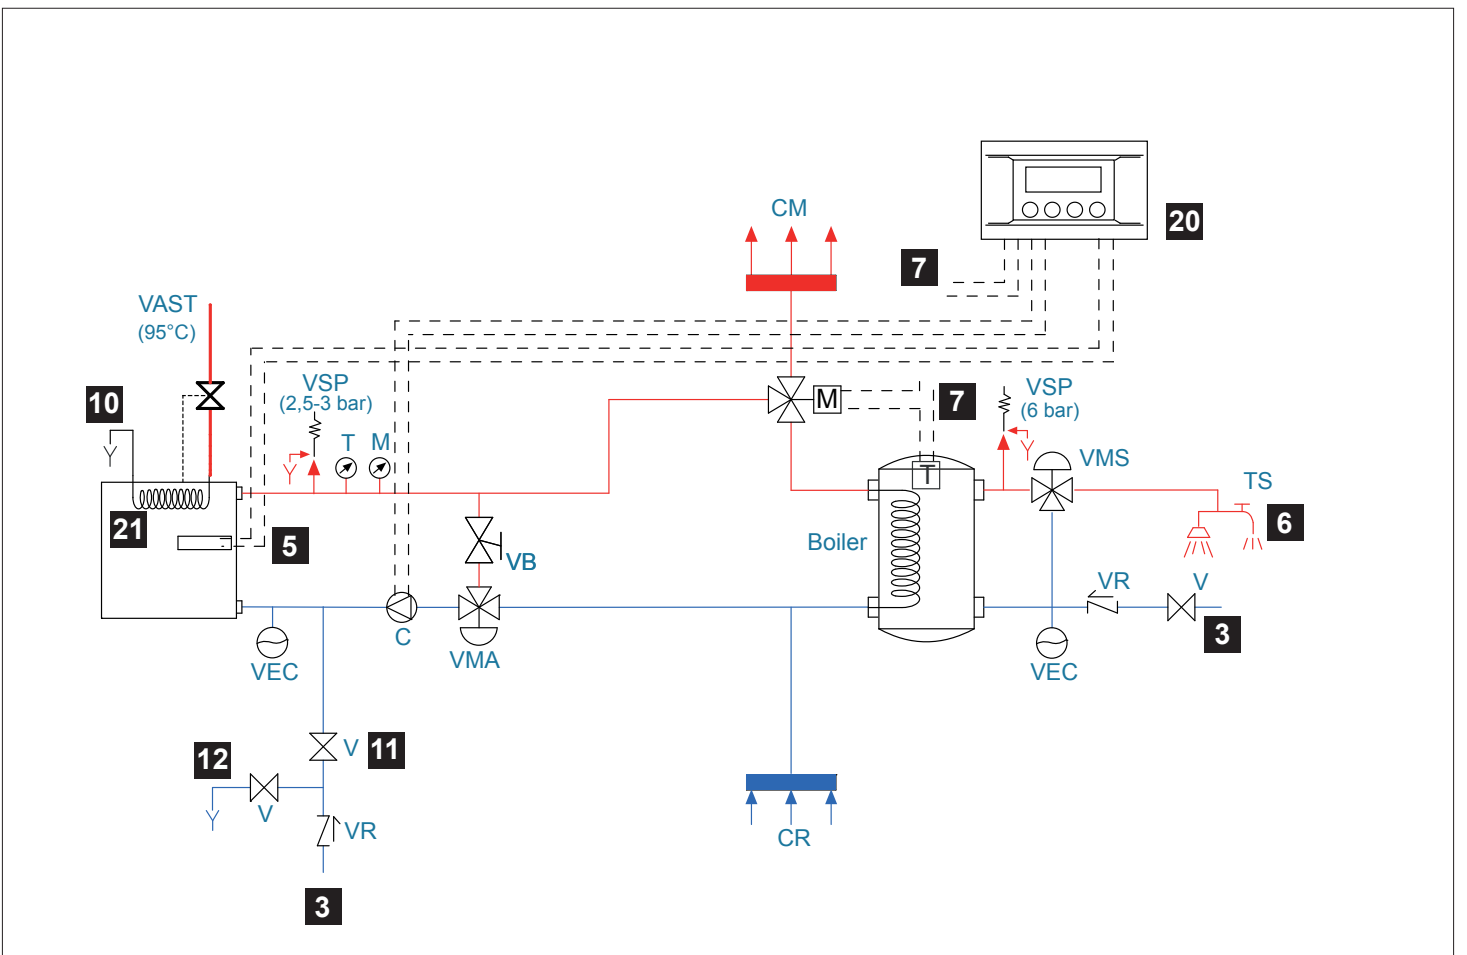 CM
20
7
VAST
(95°C)
10
VSP
(2,5-3 bar)
M
7
VSP
(6 bar)
T
M
VMS
T
TS
21
5
6
VB
Boiler
VR
V
3
C
VMA
VEC
VEC
V
11
12
V
VR
CR
3